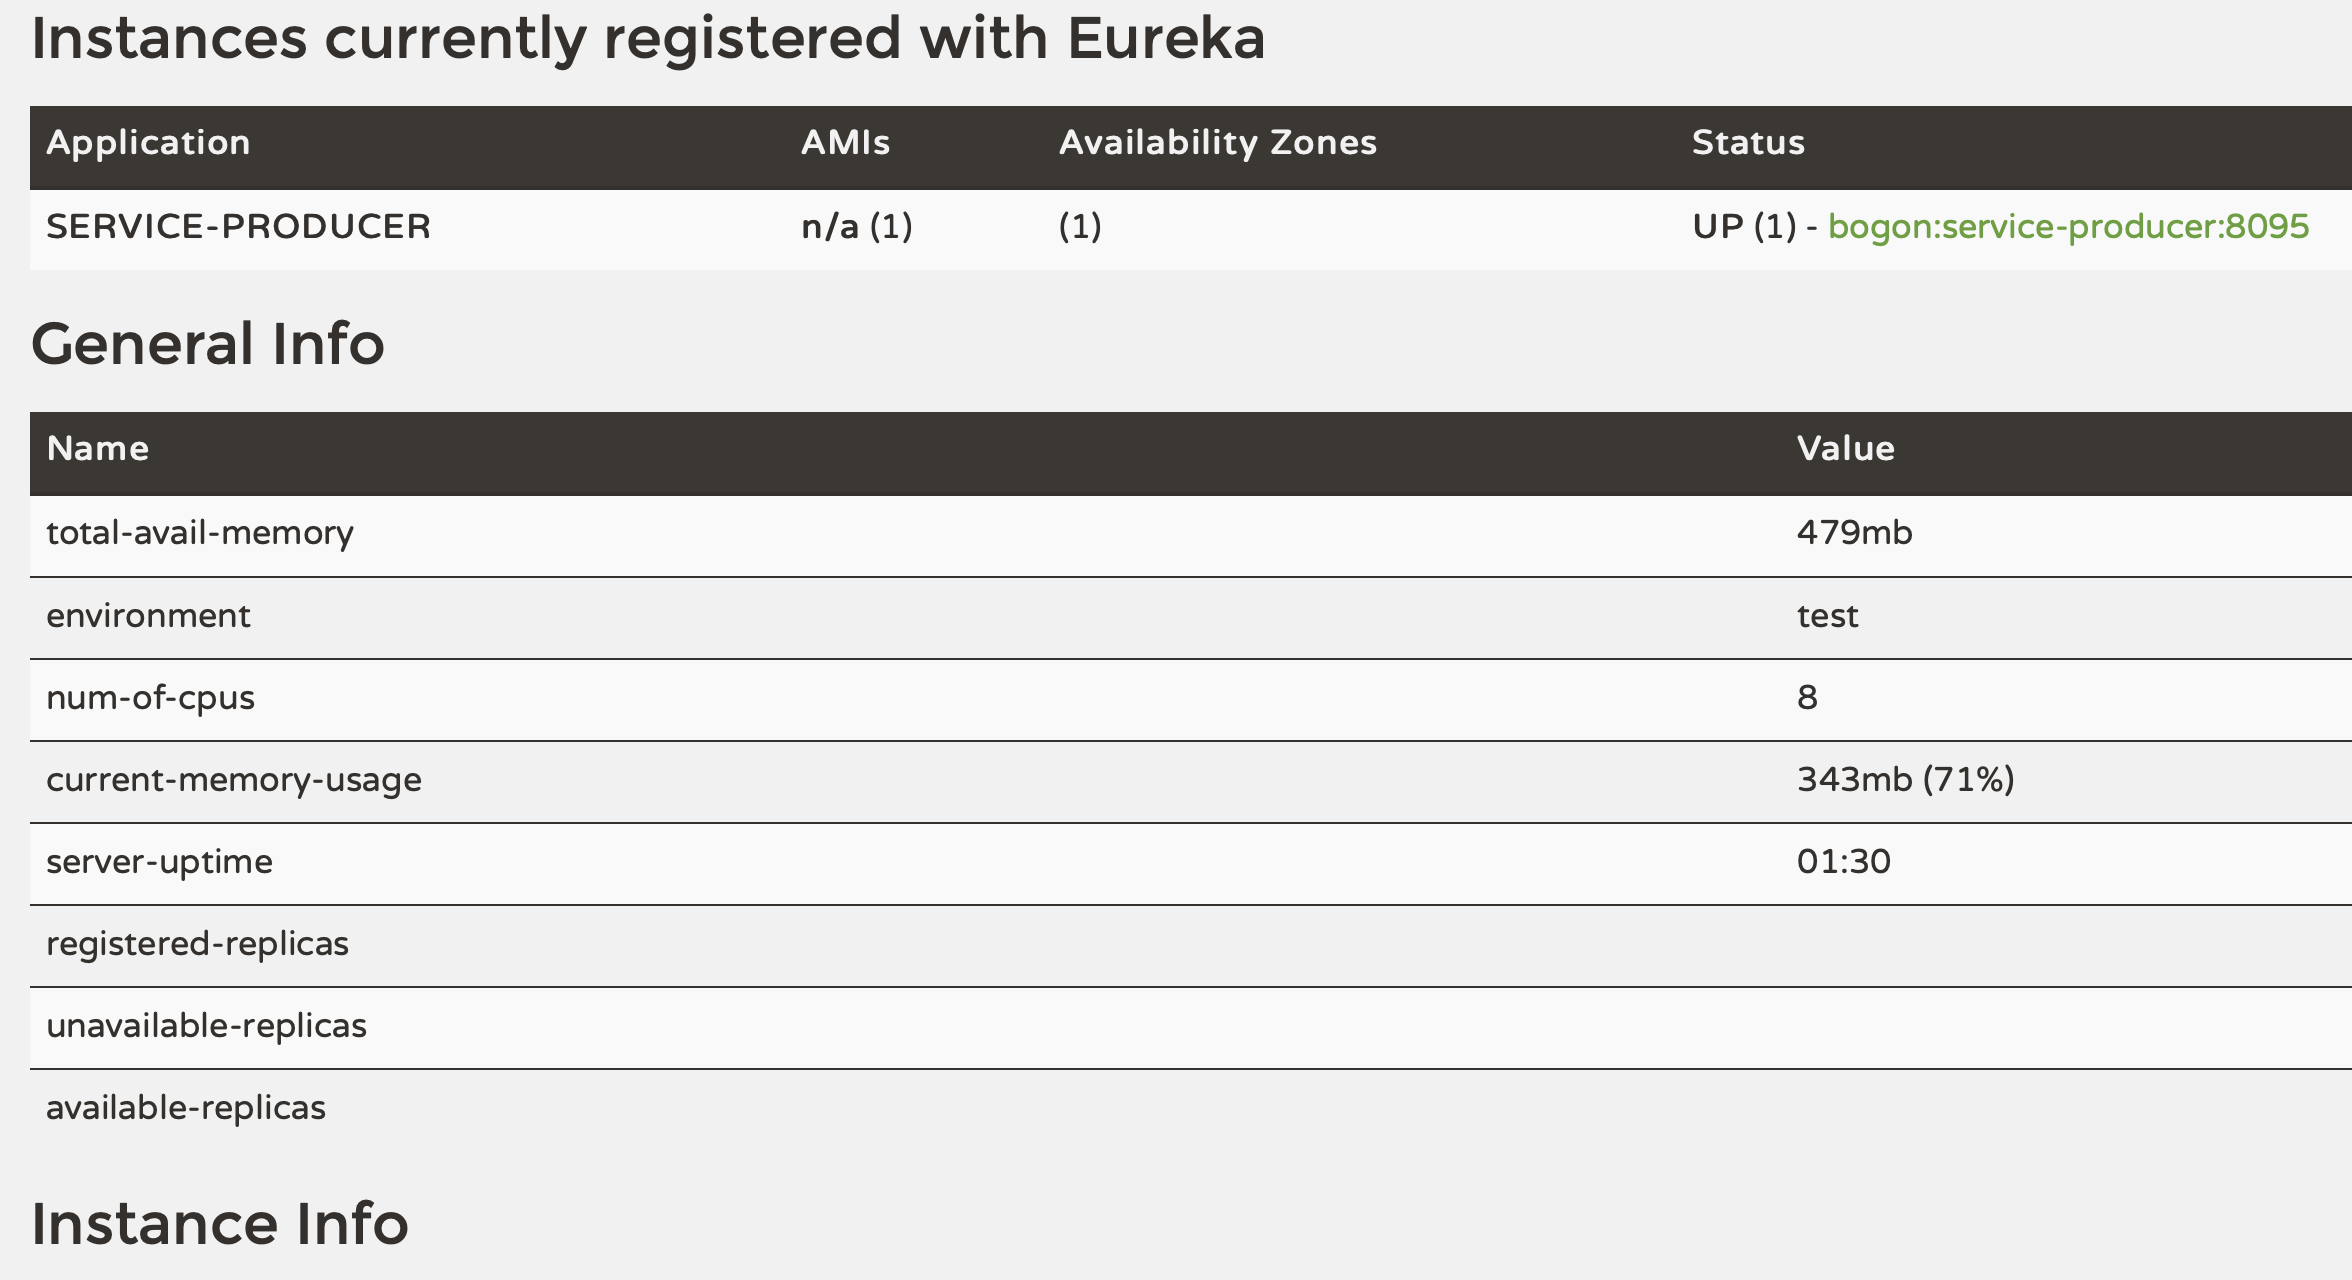 Instances currently registered with Eureka
Application AMIs Availability Zones Status
SERVICE-PRODUCER n/a (1) (1) UP (1) - bogon:service-producer:8095
General Info
Name Value
total-avail-memory 479mb
environment test
num-of-cpus 8
current-memory-usage 343mb (71%)
server-uptime 01:30
registered-replicas
unavailable-replicas
available-replicas
Instance Info